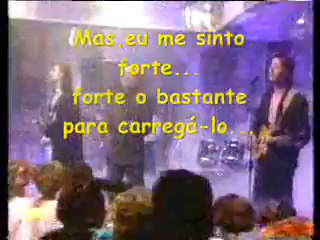 Mas,eu me sinto
forte...
forte o bastante
para carregá-lo...